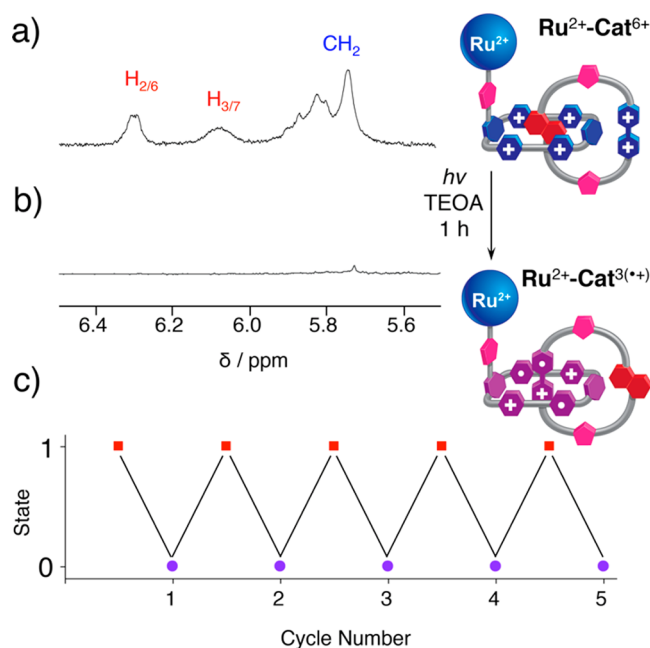 a)
H2/6
H3/7
CH2
Ru2+
Ru2+-Cat6+
+ + + + + +
hν
TEOA
1 h
b)
6.4 6.2 6.0 5.8 5.6
δ / ppm
Ru2+
Ru2+-Cat3(•+)
• + + + •
c)
State
1
0
1 2 3 4 5
Cycle Number